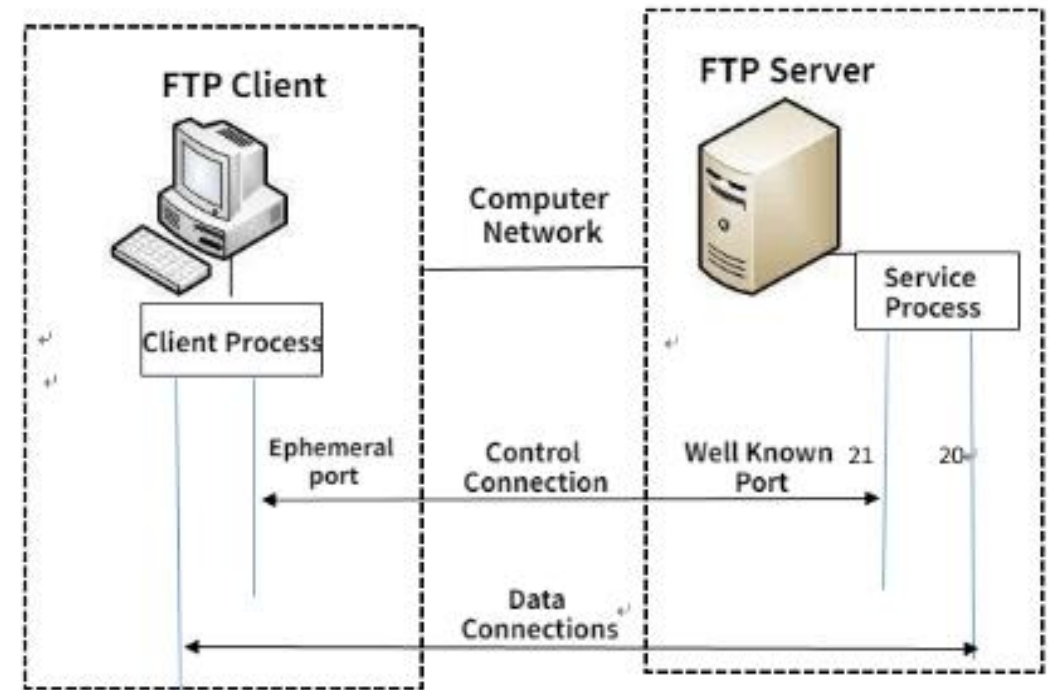 FTP Client
FTP Server
Computer
Network
Service
Process
Client Process
Ephemeral
port
Control
Connection
Well Known
Port
21
20
Data
Connections